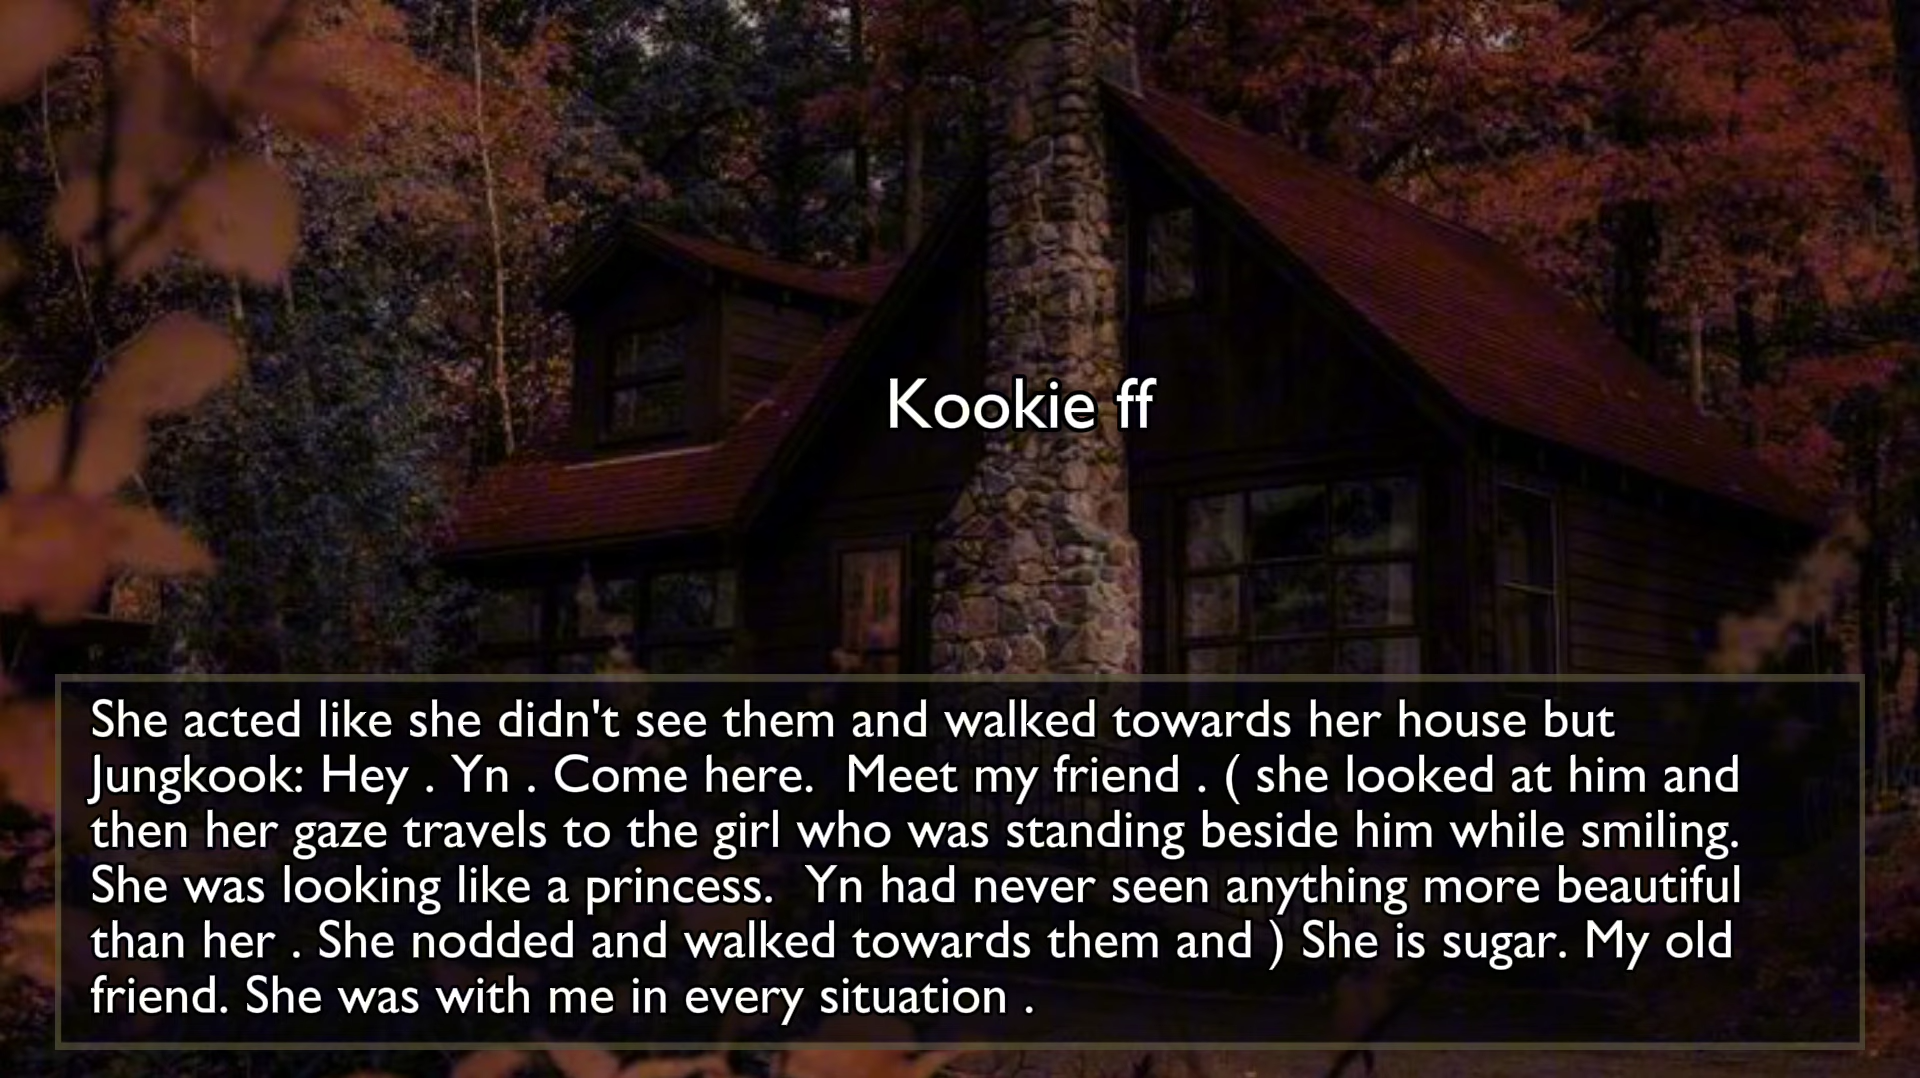 Kookie ff
She acted like she didn't see them and walked towards her house but
Jungkook: Hey . Yn . Come here.  Meet my friend . ( she looked at him and
then her gaze travels to the girl who was standing beside him while smiling.
She was looking like a princess.  Yn had never seen anything more beautiful
than her . She nodded and walked towards them and ) She is sugar. My old
friend. She was with me in every situation .